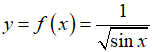 y = f(x) = 1/√(sin x)